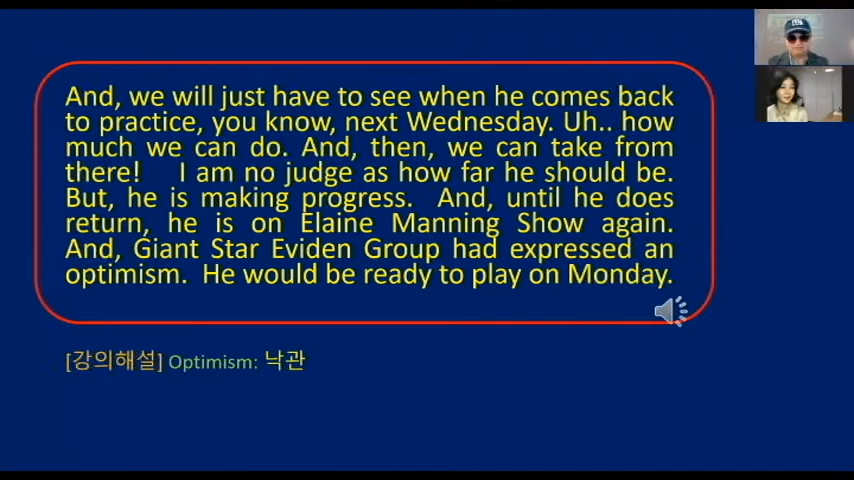 And, we will just have to see when he comes back
to practice, you know, next Wednesday. Uh.. how
much we can do. And, then, we can take from
there! I am no judge as how far he should be.
But, he is making progress. And, until he does
return, he is on Elaine Manning Show again.
And, Giant Star Eviden Group had expressed an
optimism. He would be ready to play on Monday.
[강의해설] Optimism: 낙관